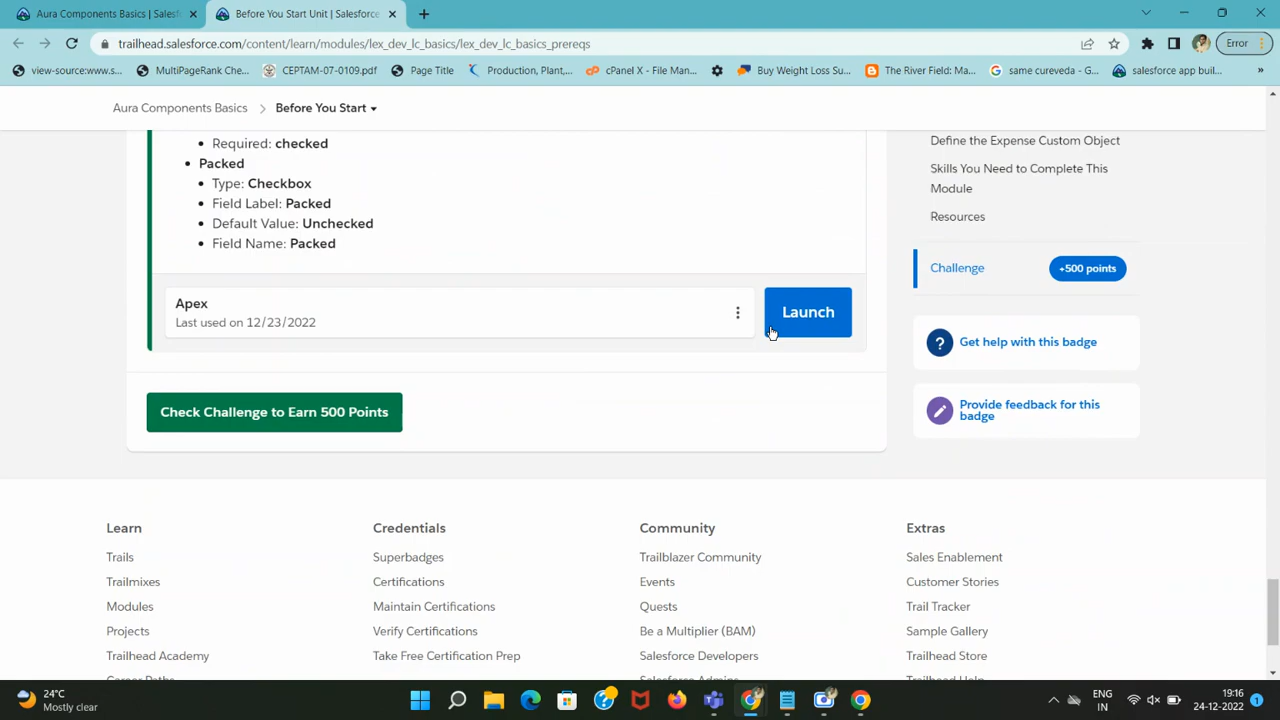 Aura Components Basics | Salesf
Before You Start Unit | Salesforce
trailhead.salesforce.com/content/learn/modules/lex_dev_lc_basics/lex_dev_lc_basics_prereqs
Error
view-source:www.s...
MultiPageRank Che...
CEPTAM-07-0109.pdf
Page Title
Production, Plant,...
cPanel X - File Man...
Buy Weight Loss Su...
The River Field: Ma...
same cureveda - G...
salesforce app buil...
Aura Components Basics > Before You Start
Required: checked
Packed
Type: Checkbox
Field Label: Packed
Default Value: Unchecked
Field Name: Packed
Apex
Last used on 12/23/2022
Launch
Check Challenge to Earn 500 Points
Define the Expense Custom Object
Skills You Need to Complete This
Module
Resources
Challenge
+500 points
Get help with this badge
Provide feedback for this
badge
Learn
Trails
Trailmixes
Modules
Projects
Trailhead Academy
Career Paths
Credentials
Superbadges
Certifications
Maintain Certifications
Verify Certifications
Take Free Certification Prep
Community
Trailblazer Community
Events
Quests
Be a Multiplier (BAM)
Salesforce Developers
Salesforce Admins
Extras
Sales Enablement
Customer Stories
Trail Tracker
Sample Gallery
Trailhead Store
Trailhead Help
24°C
Mostly clear
ENG
IN
19:16
24-12-2022
1